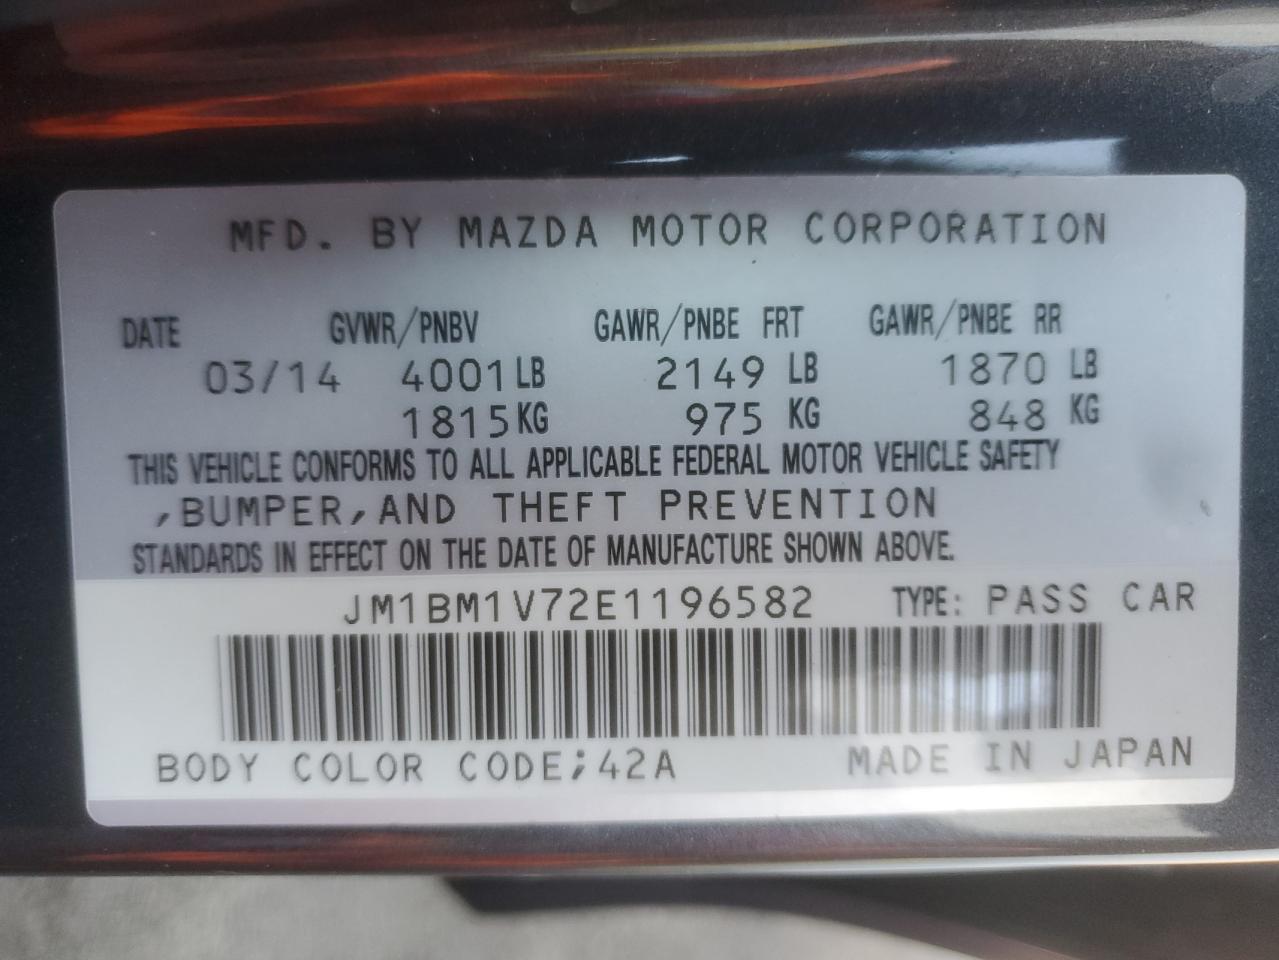 MFD. BY MAZDA MOTOR CORPORATION
DATE GVWR/PNBV GAWR/PNBE FRT GAWR/PNBE RR
03/14 4001 LB 2149 LB 1870 LB
1815 KG 975 KG 848 KG
THIS VEHICLE CONFORMS TO ALL APPLICABLE FEDERAL MOTOR VEHICLE SAFETY
,BUMPER,AND THEFT PREVENTION
STANDARDS IN EFFECT ON THE DATE OF MANUFACTURE SHOWN ABOVE.
JM1BM1V72E1196582 TYPE: PASS CAR
BODY COLOR CODE;42A MADE IN JAPAN